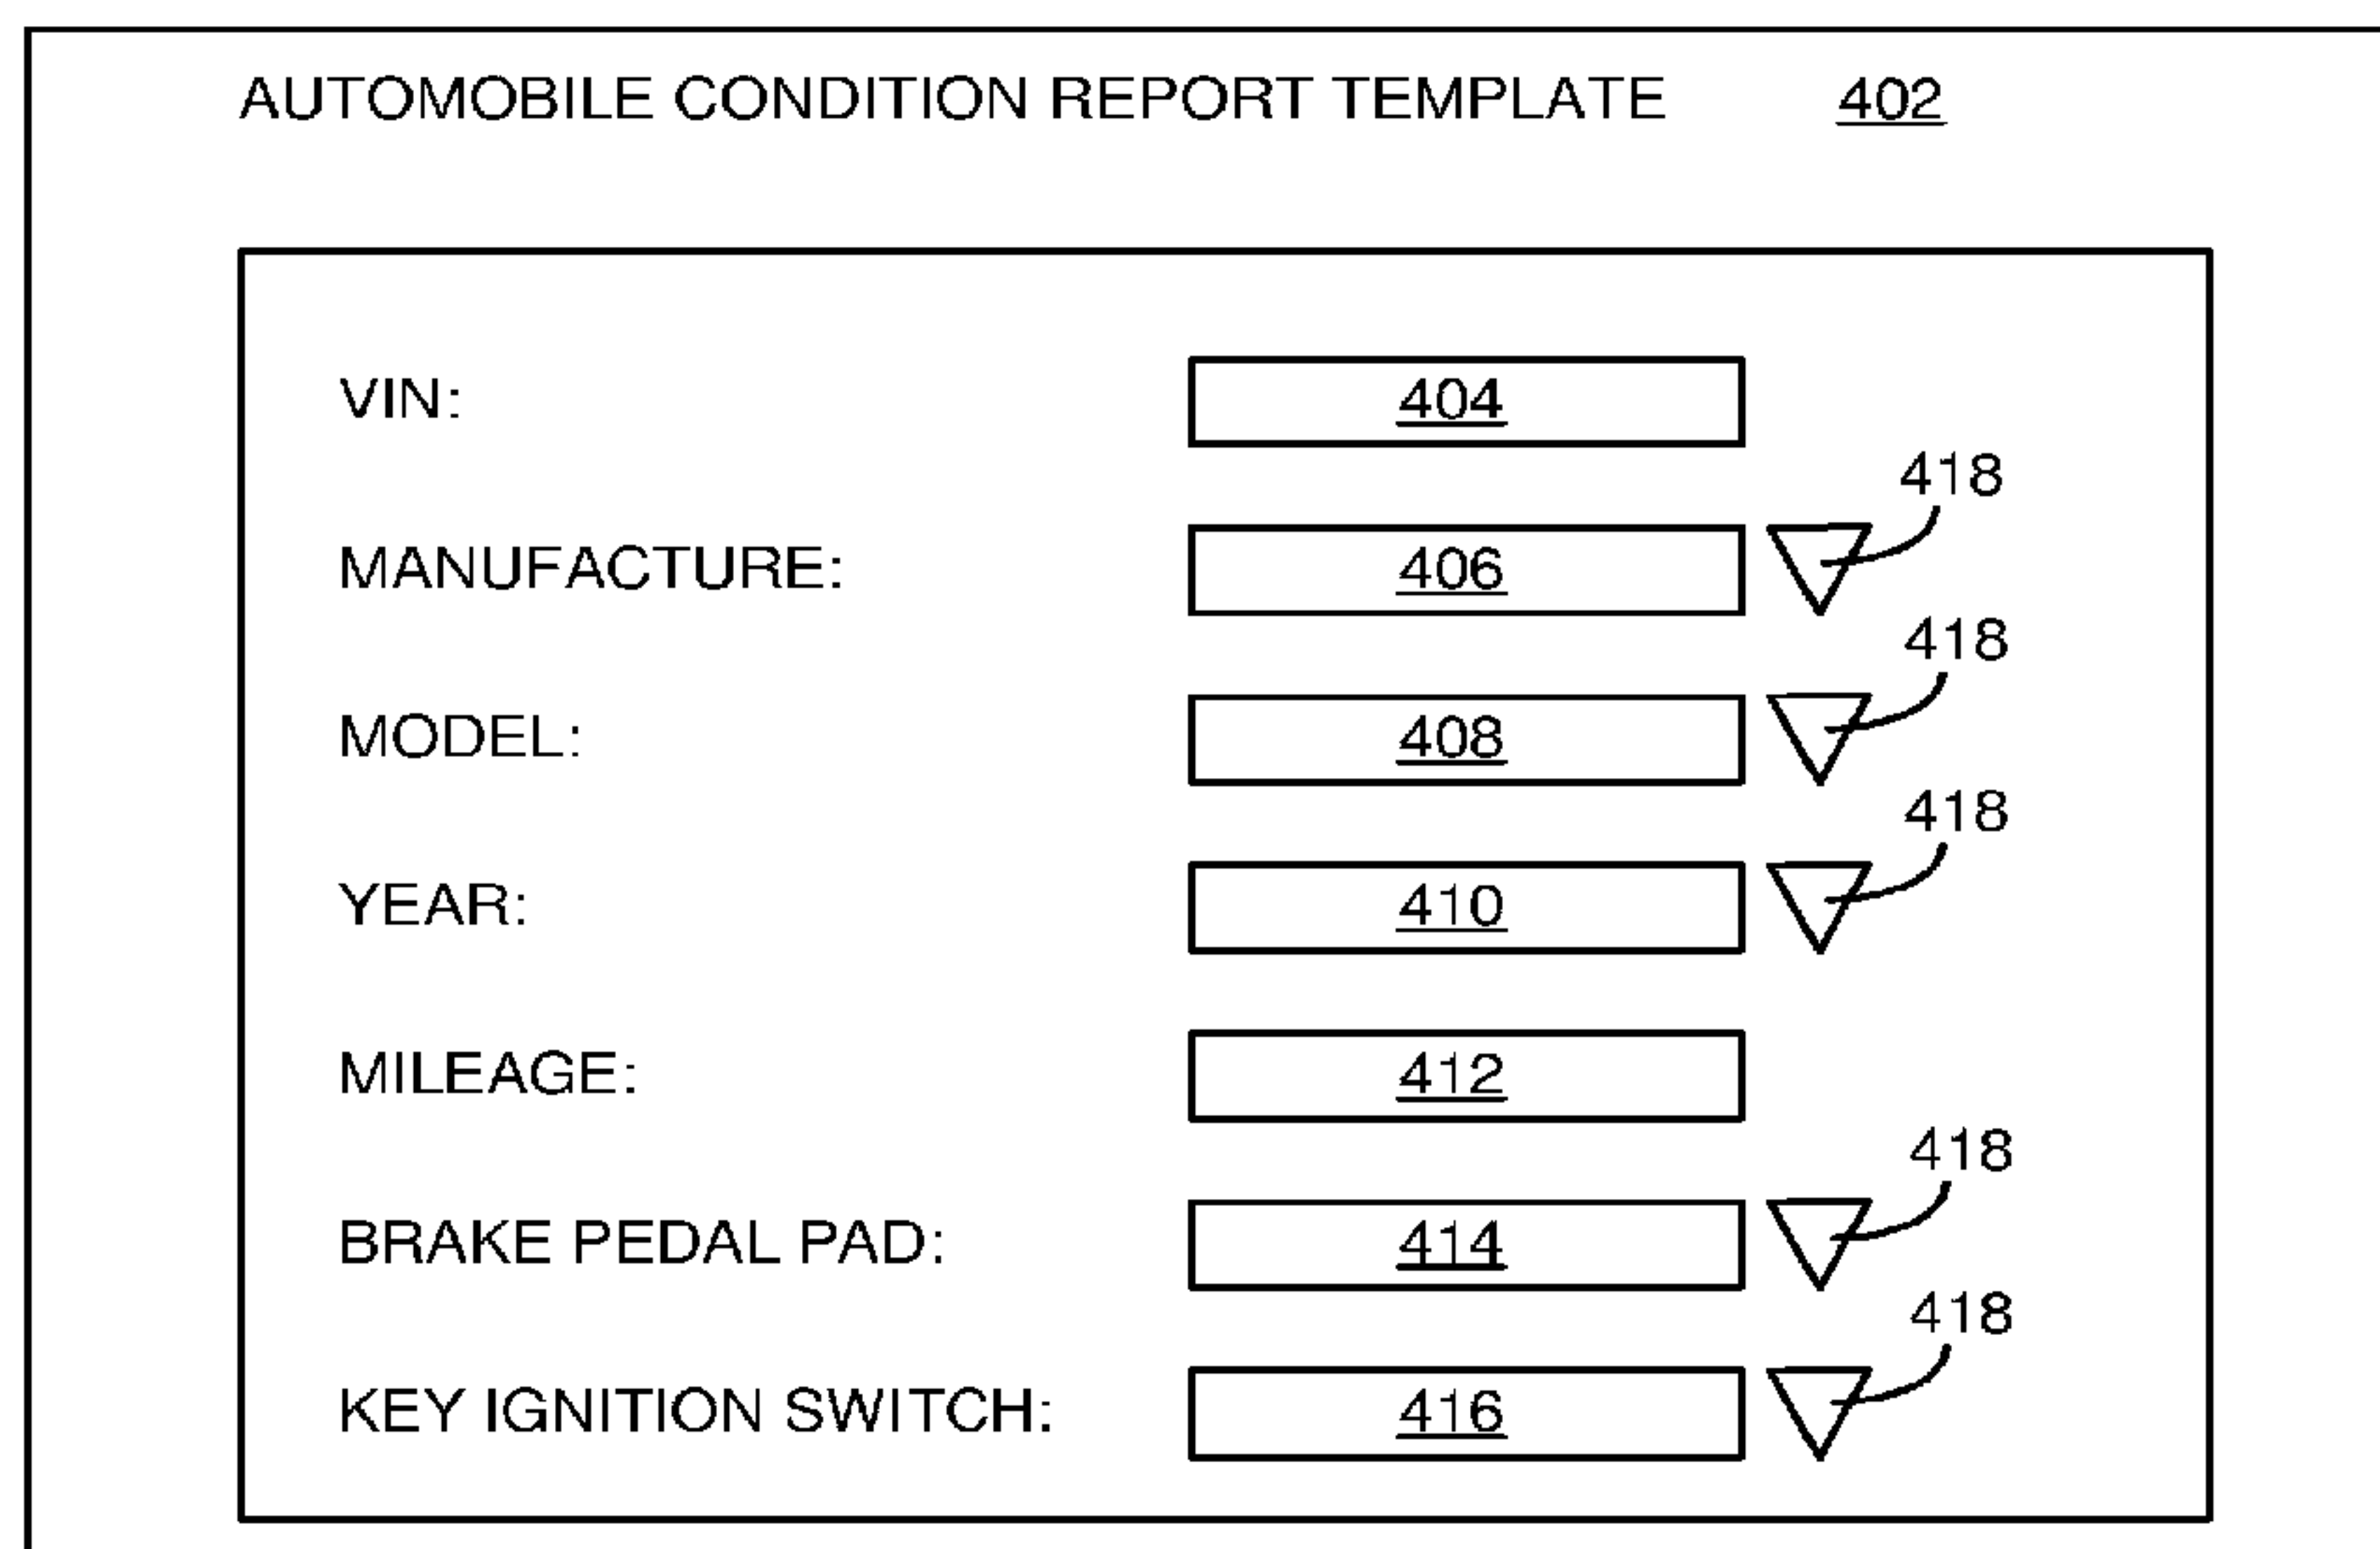 AUTOMOBILE CONDITION REPORT TEMPLATE 402
VIN: 404
418
MANUFACTURE: 406
418
MODEL: 408
418
YEAR: 410
MILEAGE: 412
418
BRAKE PEDAL PAD: 414
418
KEY IGNITION SWITCH: 416